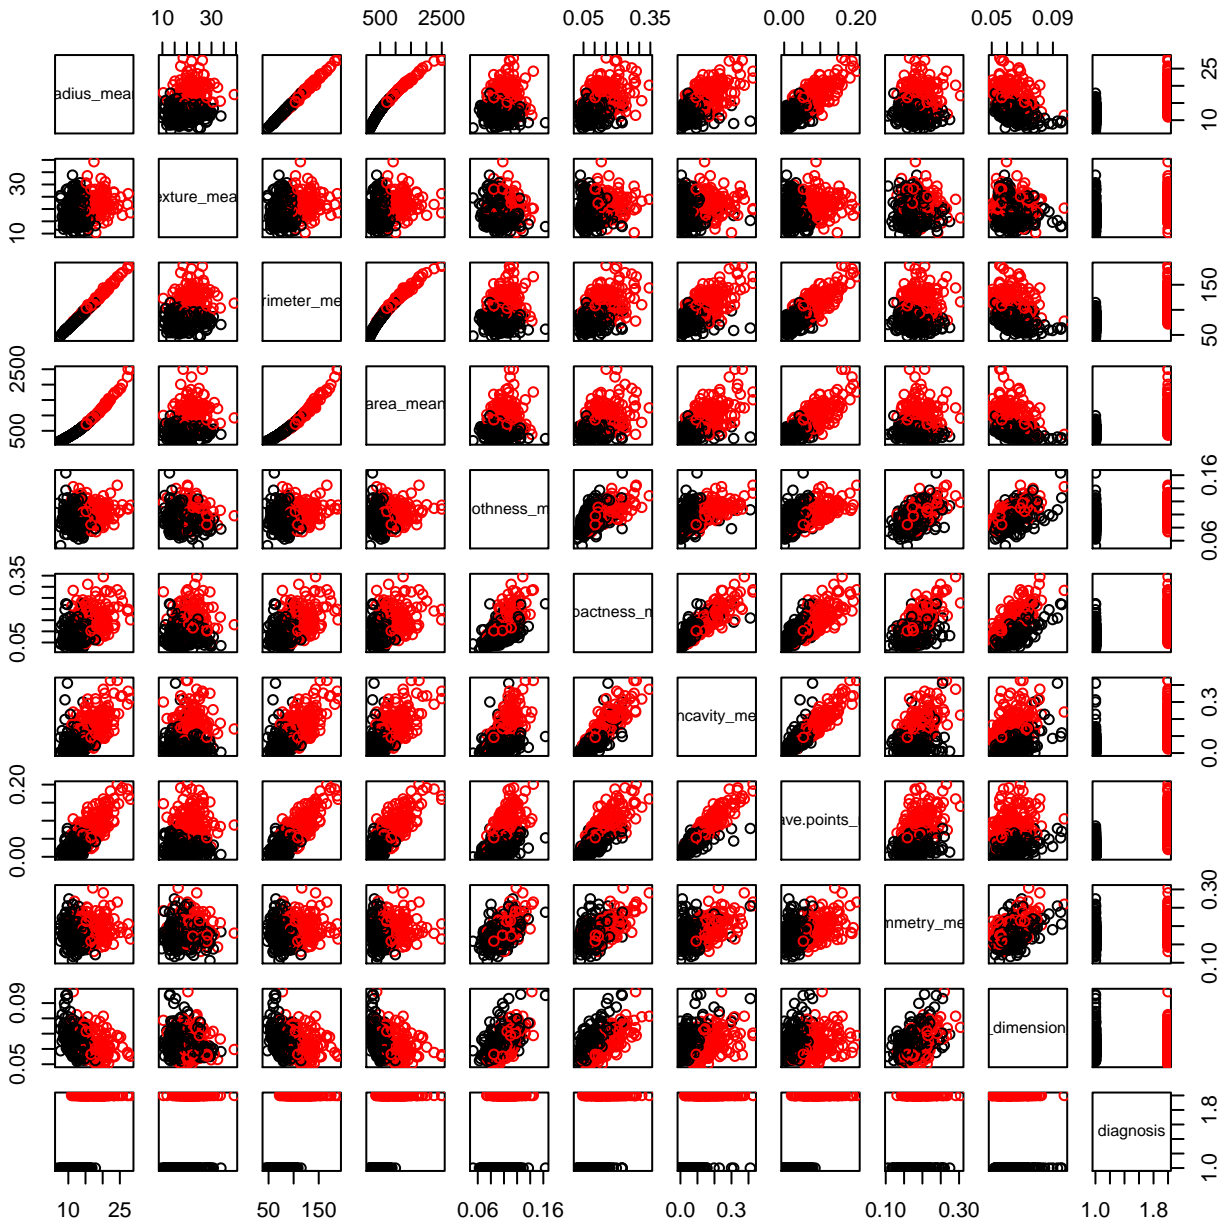 10 30 500 2500 0.05 0.35 0.00 0.20 0.05 0.09
adius_mear 10 25
10 30 exture_mea
rimeter_me 50 150
500 2500 area_mean
othness_m 0.06 0.16
0.05 0.35 pactness_m
ncavity_me 0.0 0.3
0.00 0.20 ave.points_
mmetry_me 0.10 0.30
0.05 0.09 _dimension
diagnosis 1.0 1.8
10 25 50 150 0.06 0.16 0.0 0.3 0.10 0.30 1.0 1.8